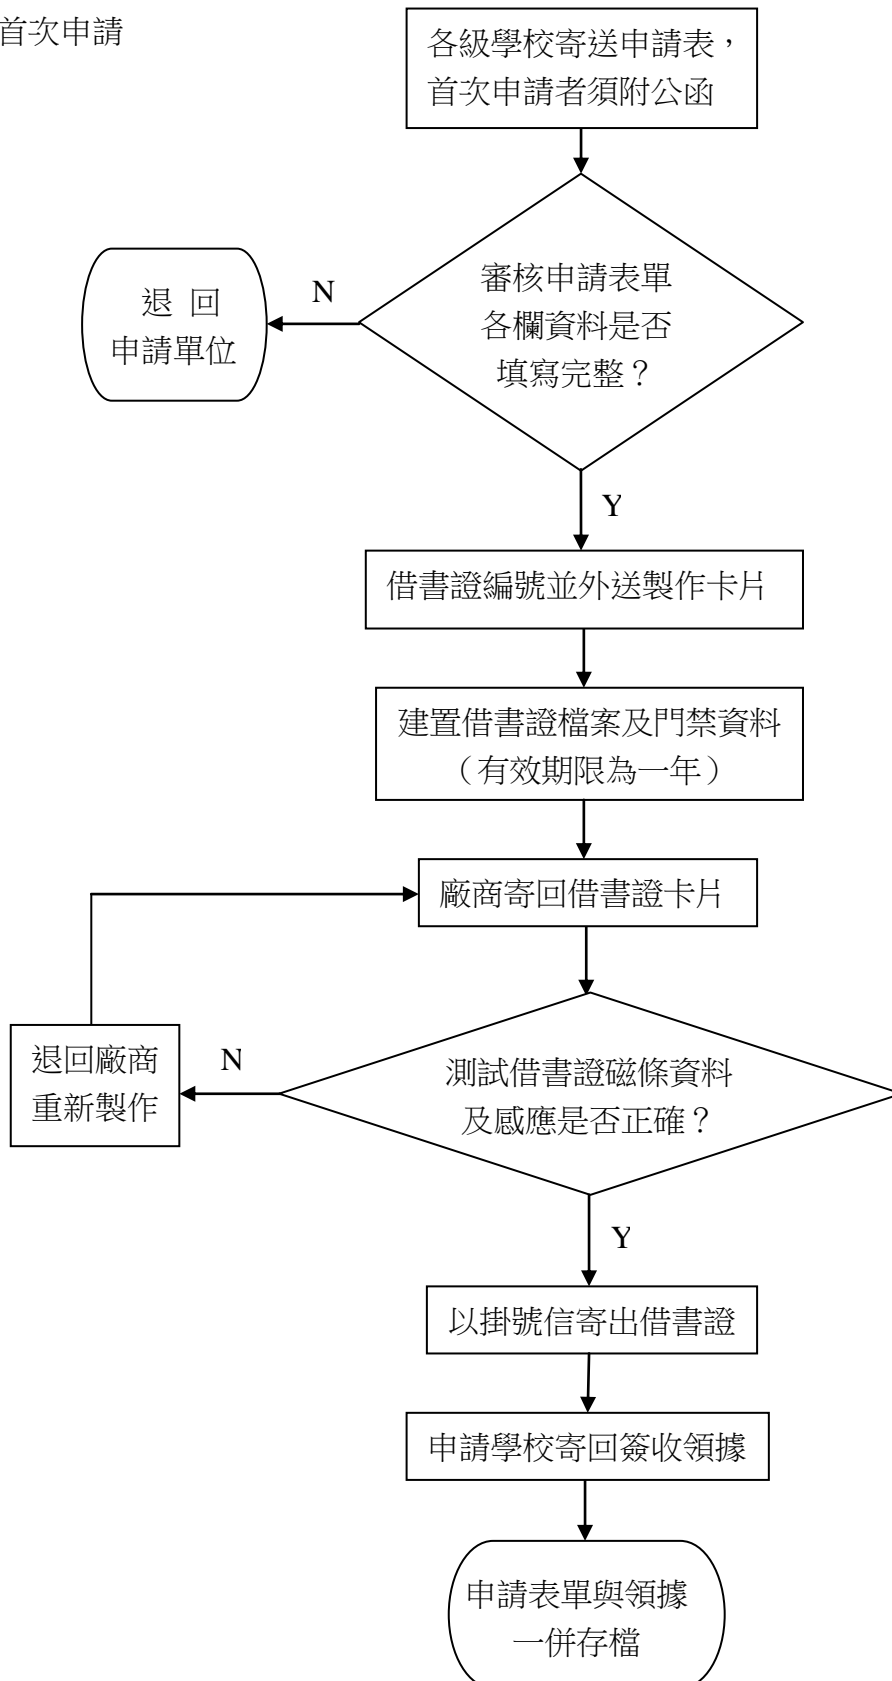 首次申請
各級學校寄送申請表，
首次申請者須附公函
審核申請表單
各欄資料是否
填寫完整？
N
退 回
申請單位
Y
借書證編號並外送製作卡片
建置借書證檔案及門禁資料
（有效期限為一年）
廠商寄回借書證卡片
測試借書證磁條資料
及感應是否正確？
N
退回廠商
重新製作
Y
以掛號信寄出借書證
申請學校寄回簽收領據
申請表單與領據
一併存檔